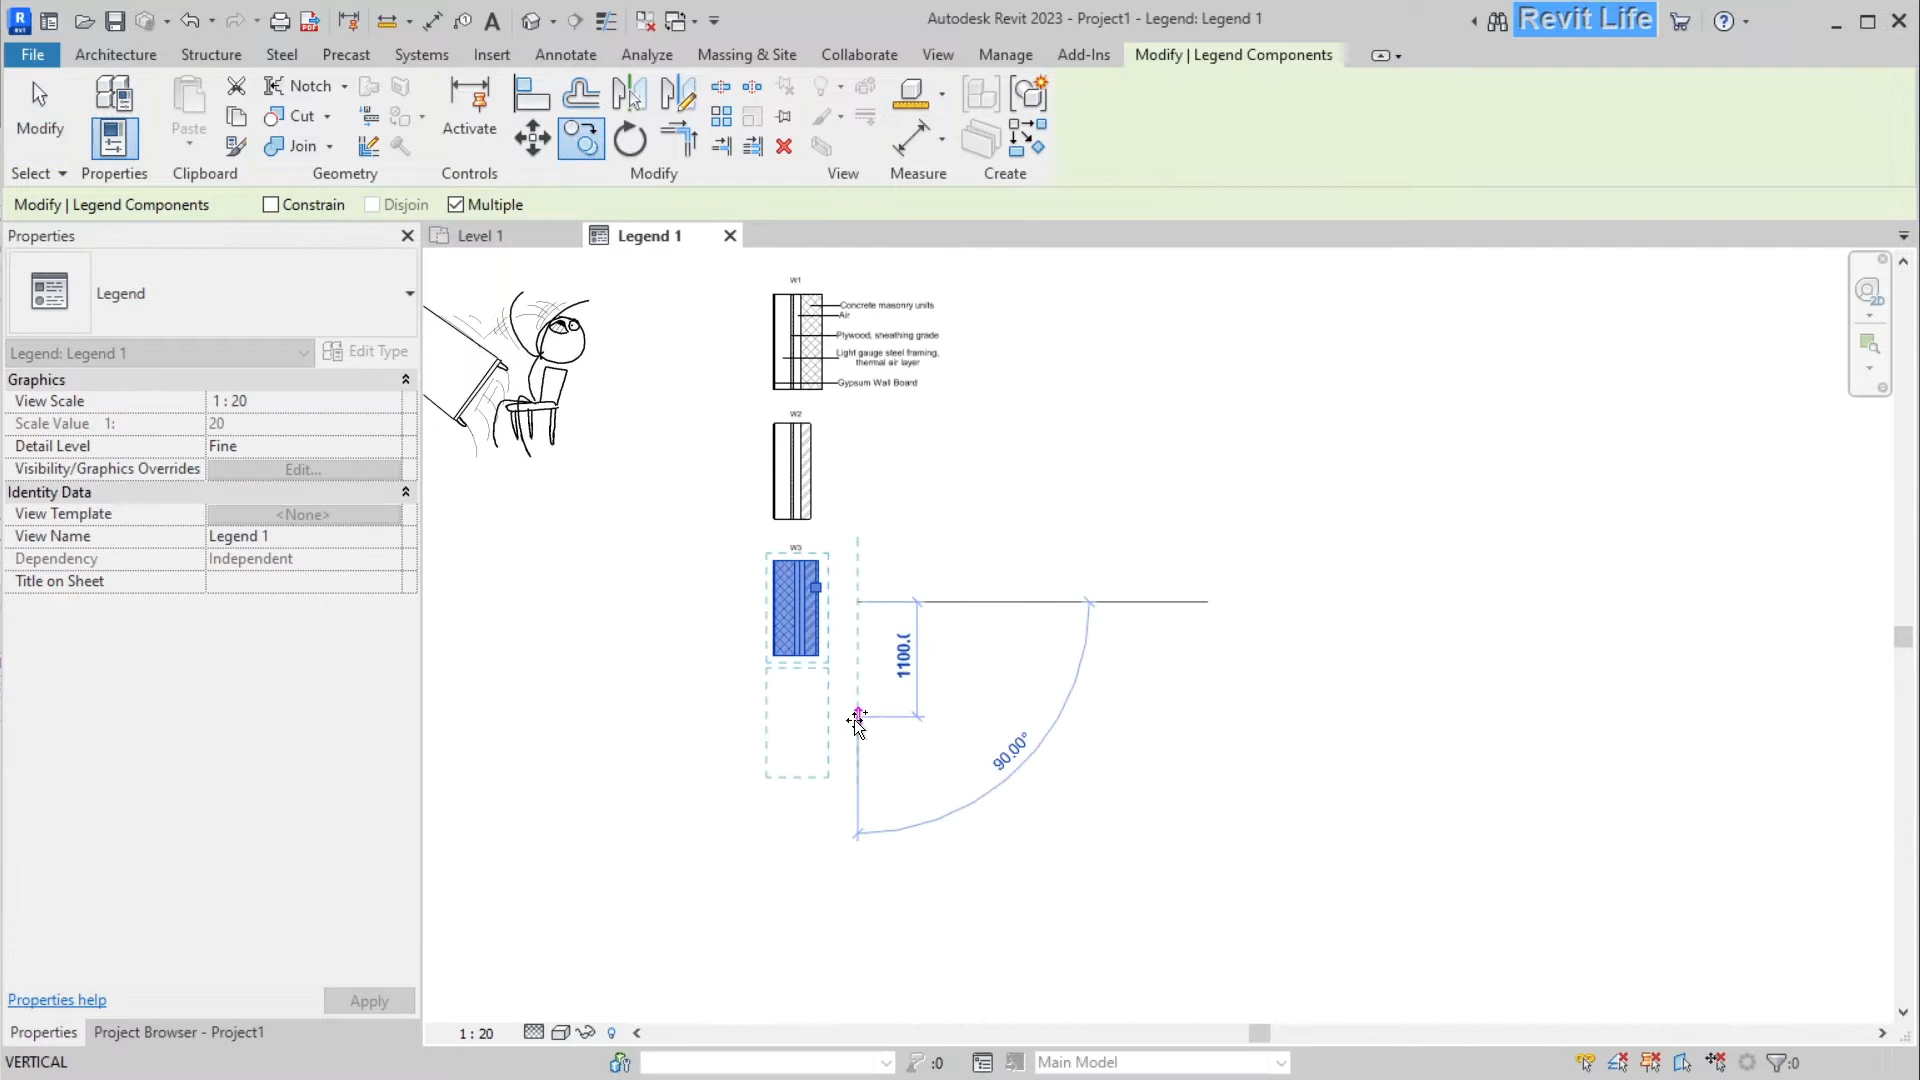 R
RVT
Autodesk Revit 2023 - Project1 - Legend: Legend 1
Revit Life
File
Architecture
Structure
Steel
Precast
Systems
Insert
Annotate
Analyze
Massing & Site
Collaborate
View
Manage
Add-Ins
Modify | Legend Components
Modify
Paste
Notch
Cut
Join
Activate
Select
Properties
Clipboard
Geometry
Controls
Modify
View
Measure
Create
Modify | Legend Components
Constrain
Disjoin
Multiple
Properties
Level 1
Legend 1
Legend
Legend: Legend 1
Edit Type
Graphics
View Scale
1 : 20
Scale Value 1:
20
Detail Level
Fine
Visibility/Graphics Overrides
Edit...
Identity Data
View Template
<None>
View Name
Legend 1
Dependency
Independent
Title on Sheet
2D
W1
Concrete masonry units
Air
Plywood, sheathing grade
Light gauge steel framing,
thermal air layer
Gypsum Wall Board
W2
W3
1100.(
90.00°
Properties help
Apply
Properties
Project Browser - Project1
1 : 20
VERTICAL
:0
Main Model
:0